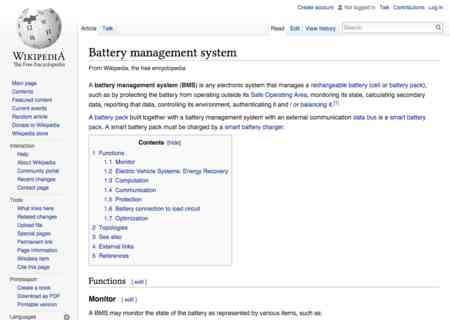 Create account Not logged in Talk Contributions Log in
Article Talk Read Edit View history Search
WIKIPEDIA
The Free Encyclopedia
Main page
Contents
Featured content
Current events
Random article
Donate to Wikipedia
Wikipedia store
Interaction
Help
About Wikipedia
Community portal
Recent changes
Contact page
Tools
What links here
Related changes
Upload file
Special pages
Permanent link
Page information
Wikidata item
Cite this page
Print/export
Create a book
Download as PDF
Printable version
Languages
Battery management system
From Wikipedia, the free encyclopedia
A battery management system (BMS) is any electronic system that manages a rechargeable battery (cell or battery pack),
such as by protecting the battery from operating outside its Safe Operating Area, monitoring its state, calculating secondary
data, reporting that data, controlling its environment, authenticating it and / or balancing it.[1]
A battery pack built together with a battery management system with an external communication data bus is a smart battery
pack. A smart battery pack must be charged by a smart battery charger.
Contents [hide]
1 Functions
1.1 Monitor
1.2 Electric Vehicle Systems: Energy Recovery
1.3 Computation
1.4 Communication
1.5 Protection
1.6 Battery connection to load circuit
1.7 Optimization
2 Topologies
3 See also
4 External links
5 References
Functions [ edit ]
Monitor [ edit ]
A BMS may monitor the state of the battery as represented by various items, such as: